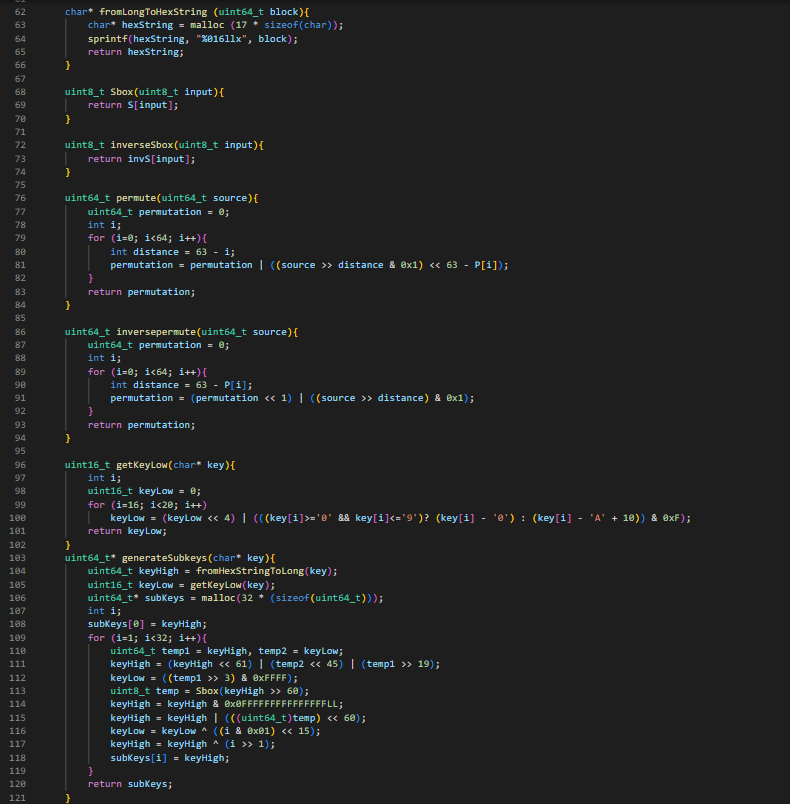 62 char* fromLongToHexString (uint64_t block){
63 char* hexString = malloc (17 * sizeof(char));
64 sprintf(hexString, "%016llx", block);
65 return hexString;
66 }
67
68 uint8_t Sbox(uint8_t input){
69 return S[input];
70 }
71
72 uint8_t inverseSbox(uint8_t input){
73 return invS[input];
74 }
75
76 uint64_t permute(uint64_t source){
77 uint64_t permutation = 0;
78 int i;
79 for (i=0; i<64; i++){
80 int distance = 63 - i;
81 permutation = permutation | ((source >> distance & 0x1) << 63 - P[i]);
82 }
83 return permutation;
84 }
85
86 uint64_t inversepermute(uint64_t source){
87 uint64_t permutation = 0;
88 int i;
89 for (i=0; i<64; i++){
90 int distance = 63 - P[i];
91 permutation = (permutation << 1) | ((source >> distance) & 0x1);
92 }
93 return permutation;
94 }
95
96 uint16_t getKeyLow(char* key){
97 int i;
98 uint16_t keyLow = 0;
99 for (i=16; i<20; i++)
100 keyLow = (keyLow << 4) | (((key[i]>='0' && key[i]<='9')? (key[i] - '0') : (key[i] - 'A' + 10)) & 0xF);
101 return keyLow;
102 }
103 uint64_t* generateSubkeys(char* key){
104 uint64_t keyHigh = fromHexStringToLong(key);
105 uint16_t keyLow = getKeyLow(key);
106 uint64_t* subKeys = malloc(32 * (sizeof(uint64_t)));
107 int i;
108 subKeys[0] = keyHigh;
109 for (i=1; i<32; i++){
110 uint64_t temp1 = keyHigh, temp2 = keyLow;
111 keyHigh = (keyHigh << 61) | (temp2 << 45) | (temp1 >> 19);
112 keyLow = ((temp1 >> 3) & 0xFFFF);
113 uint8_t temp = Sbox(keyHigh >> 60);
114 keyHigh = keyHigh & 0x0FFFFFFFFFFFFFFFLL;
115 keyHigh = keyHigh | (((uint64_t)temp) << 60);
116 keyLow = keyLow ^ ((i & 0x01) << 15);
117 keyHigh = keyHigh ^ (i >> 1);
118 subKeys[i] = keyHigh;
119 }
120 return subKeys;
121 }